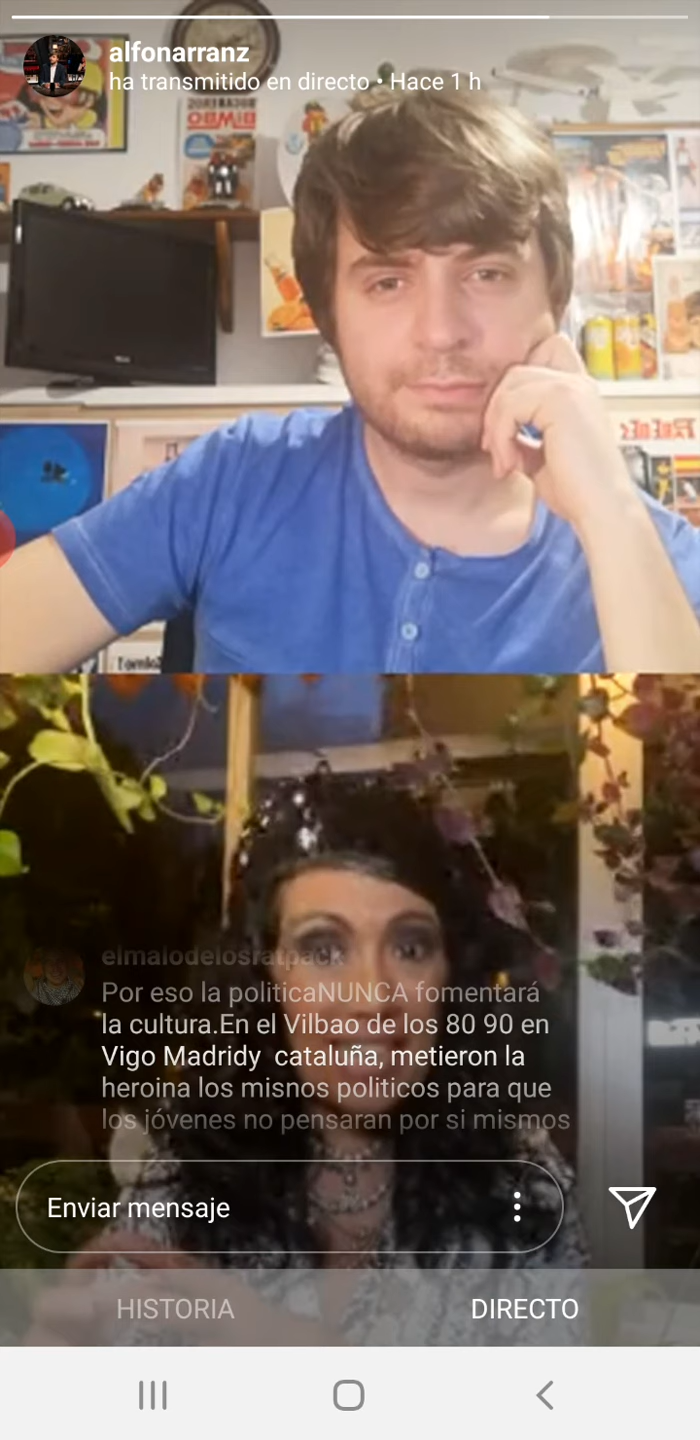 alfonarranz
ha transmitido en directo • Hace 1 h
BIMBO
elmalodelosratpack
Por eso la politicaNUNCA fomentará
la cultura.En el Vilbao de los 80 90 en
Vigo Madridy  cataluña, metieron la
heroina los misnos politicos para que
los jóvenes no pensaran por si mismos
Enviar mensaje
HISTORIA
DIRECTO